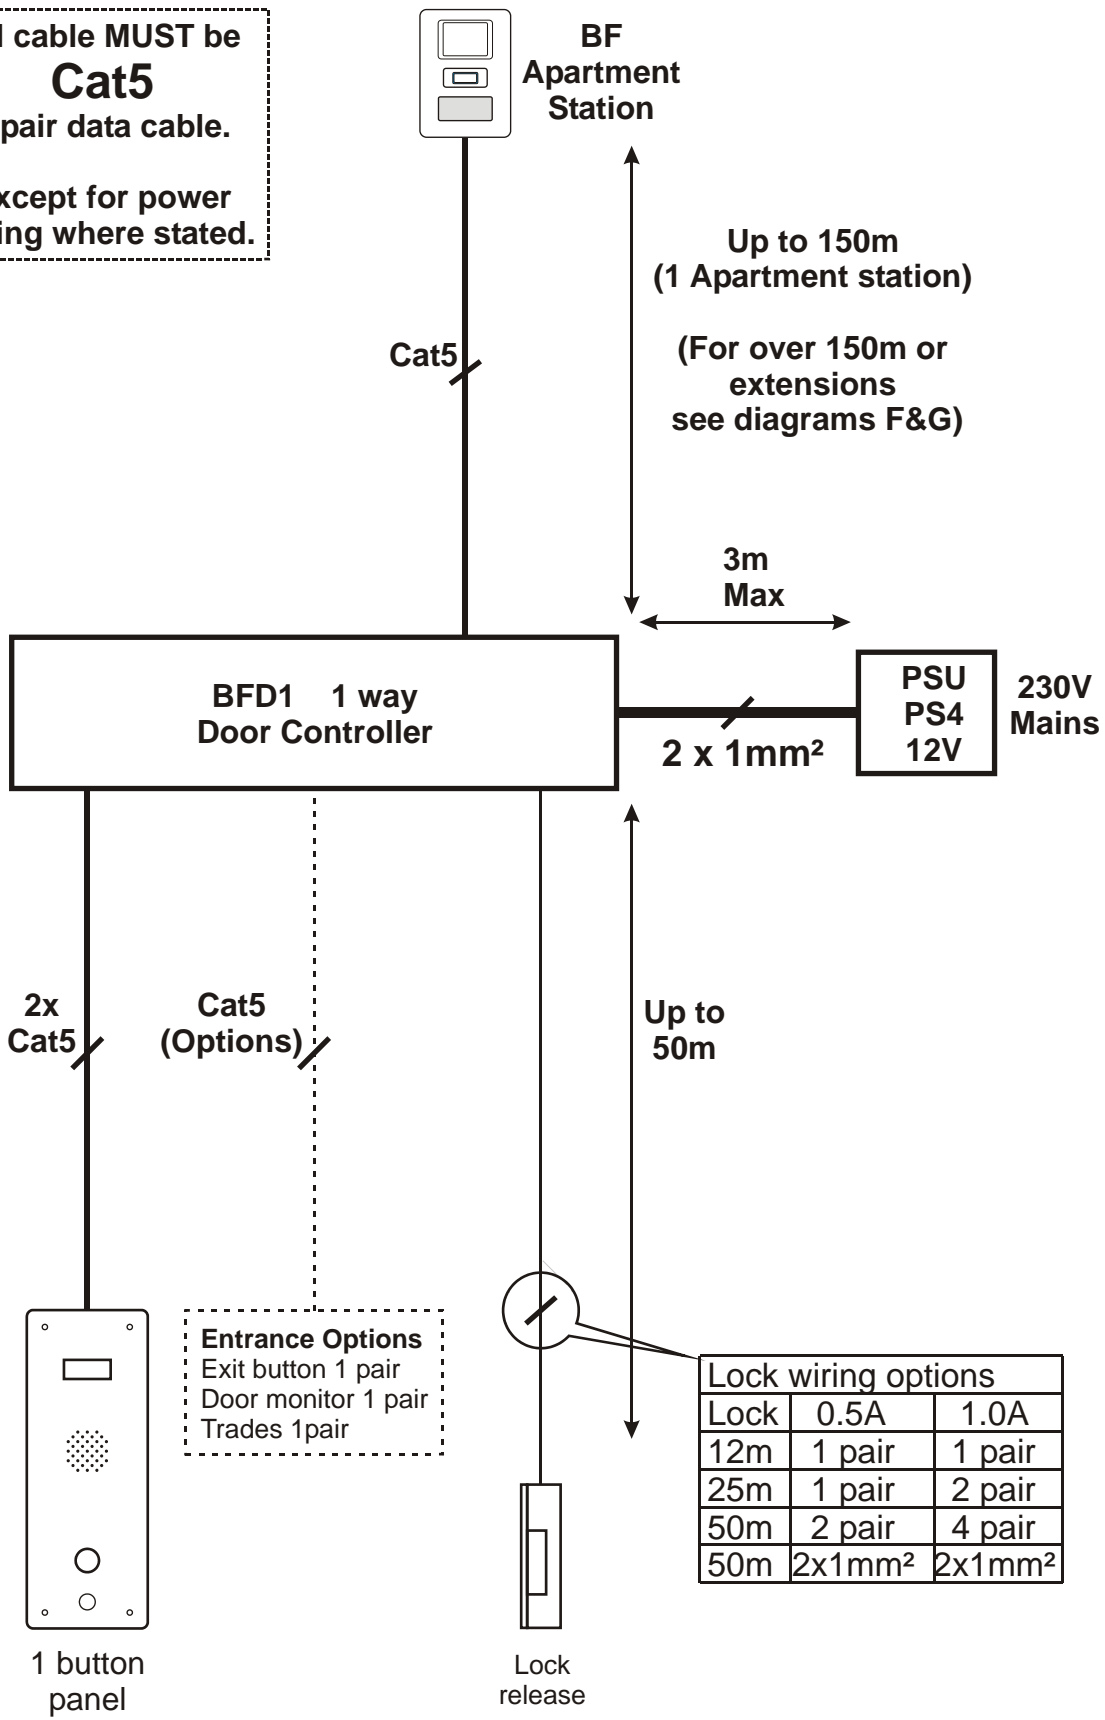 cable MUST be
Cat5
pair data cable.
xcept for power
ing where stated.
BF
Apartment
Station
Up to 150m
(1 Apartment station)
(For over 150m or
extensions
see diagrams F&G)
Cat5
3m
Max
BFD1 1 way
Door Controller
PSU
PS4
12V
230V
Mains
2 x 1mm²
2x
Cat5
Cat5
(Options)
Up to
50m
Entrance Options
Exit button 1 pair
Door monitor 1 pair
Trades 1pair
Lock wiring options
Lock 0.5A 1.0A
12m 1 pair 1 pair
25m 1 pair 2 pair
50m 2 pair 4 pair
50m 2x1mm² 2x1mm²
1 button
panel
Lock
release